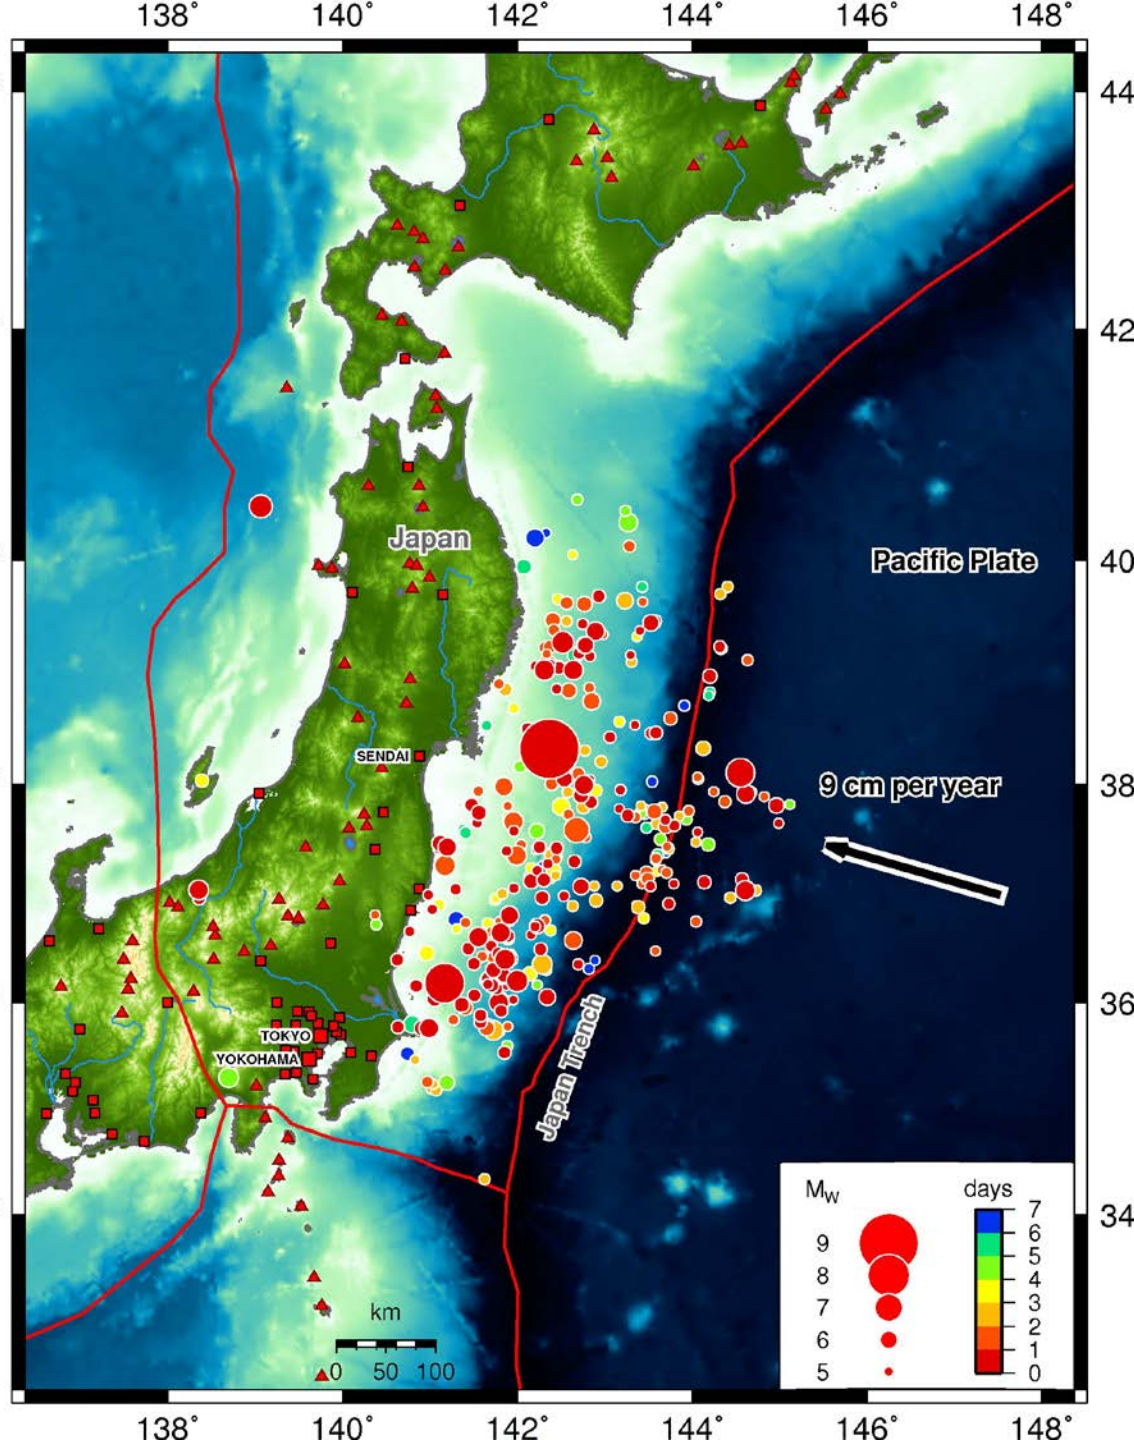 138° 140° 142° 144° 146° 148°
44
42
Japan
40
Pacific Plate
SENDAI
38
9 cm per year
36
TOKYO
YOKOHAMA
Japan Trench
34
Mw days
9
8
7
6
5
7
6
5
4
3
2
1
0
km
0 50 100
138° 140° 142° 144° 146° 148°